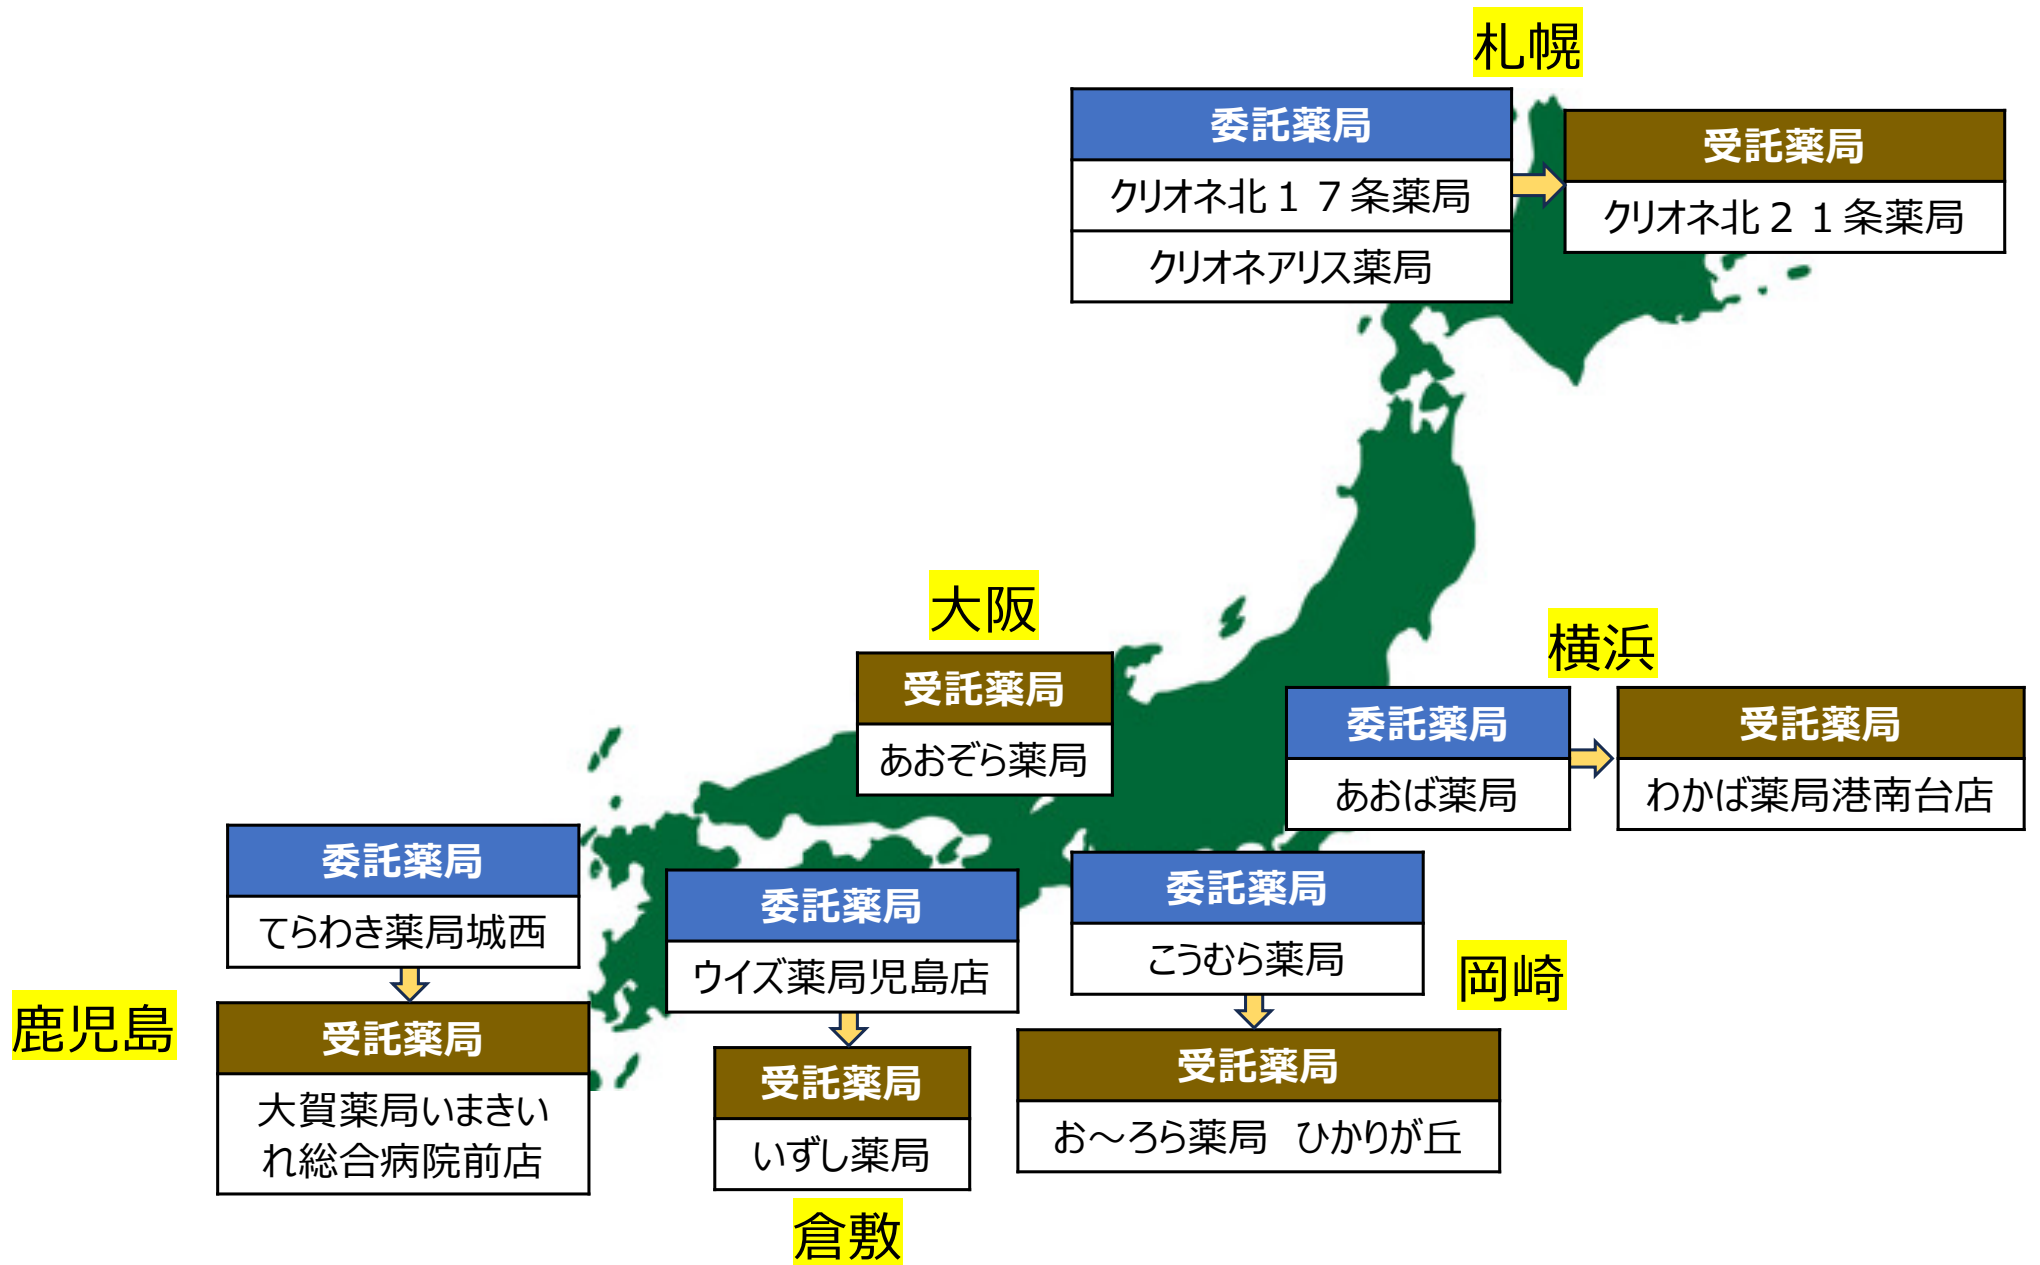 札幌
委託薬局
クリオネ北１７条薬局
クリオネアリス薬局
受託薬局
クリオネ北２１条薬局
大阪
受託薬局
あおぞら薬局
横浜
委託薬局
あおば薬局
受託薬局
わかば薬局港南台店
委託薬局
てらわき薬局城西
鹿児島
受託薬局
大賀薬局いまきい
れ総合病院前店
委託薬局
ウイズ薬局児島店
受託薬局
いずし薬局
倉敷
委託薬局
こうむら薬局
岡崎
受託薬局
お～ろら薬局　ひかりが丘